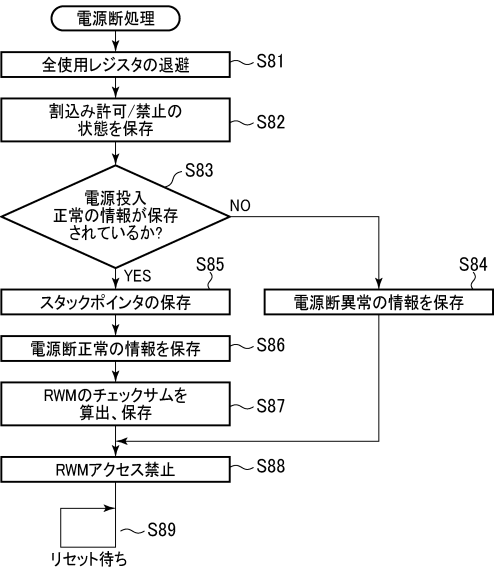 電源断処理
全使用レジスタの退避
S81
割込み許可/禁止の
状態を保存
S82
S83
電源投入
正常の情報が保存
されているか?
NO
YES
S85
スタックポインタの保存
S84
電源断異常の情報を保存
電源断正常の情報を保存
S86
RWMのチェックサムを
算出、保存
S87
RWMアクセス禁止
S88
S89
リセット待ち